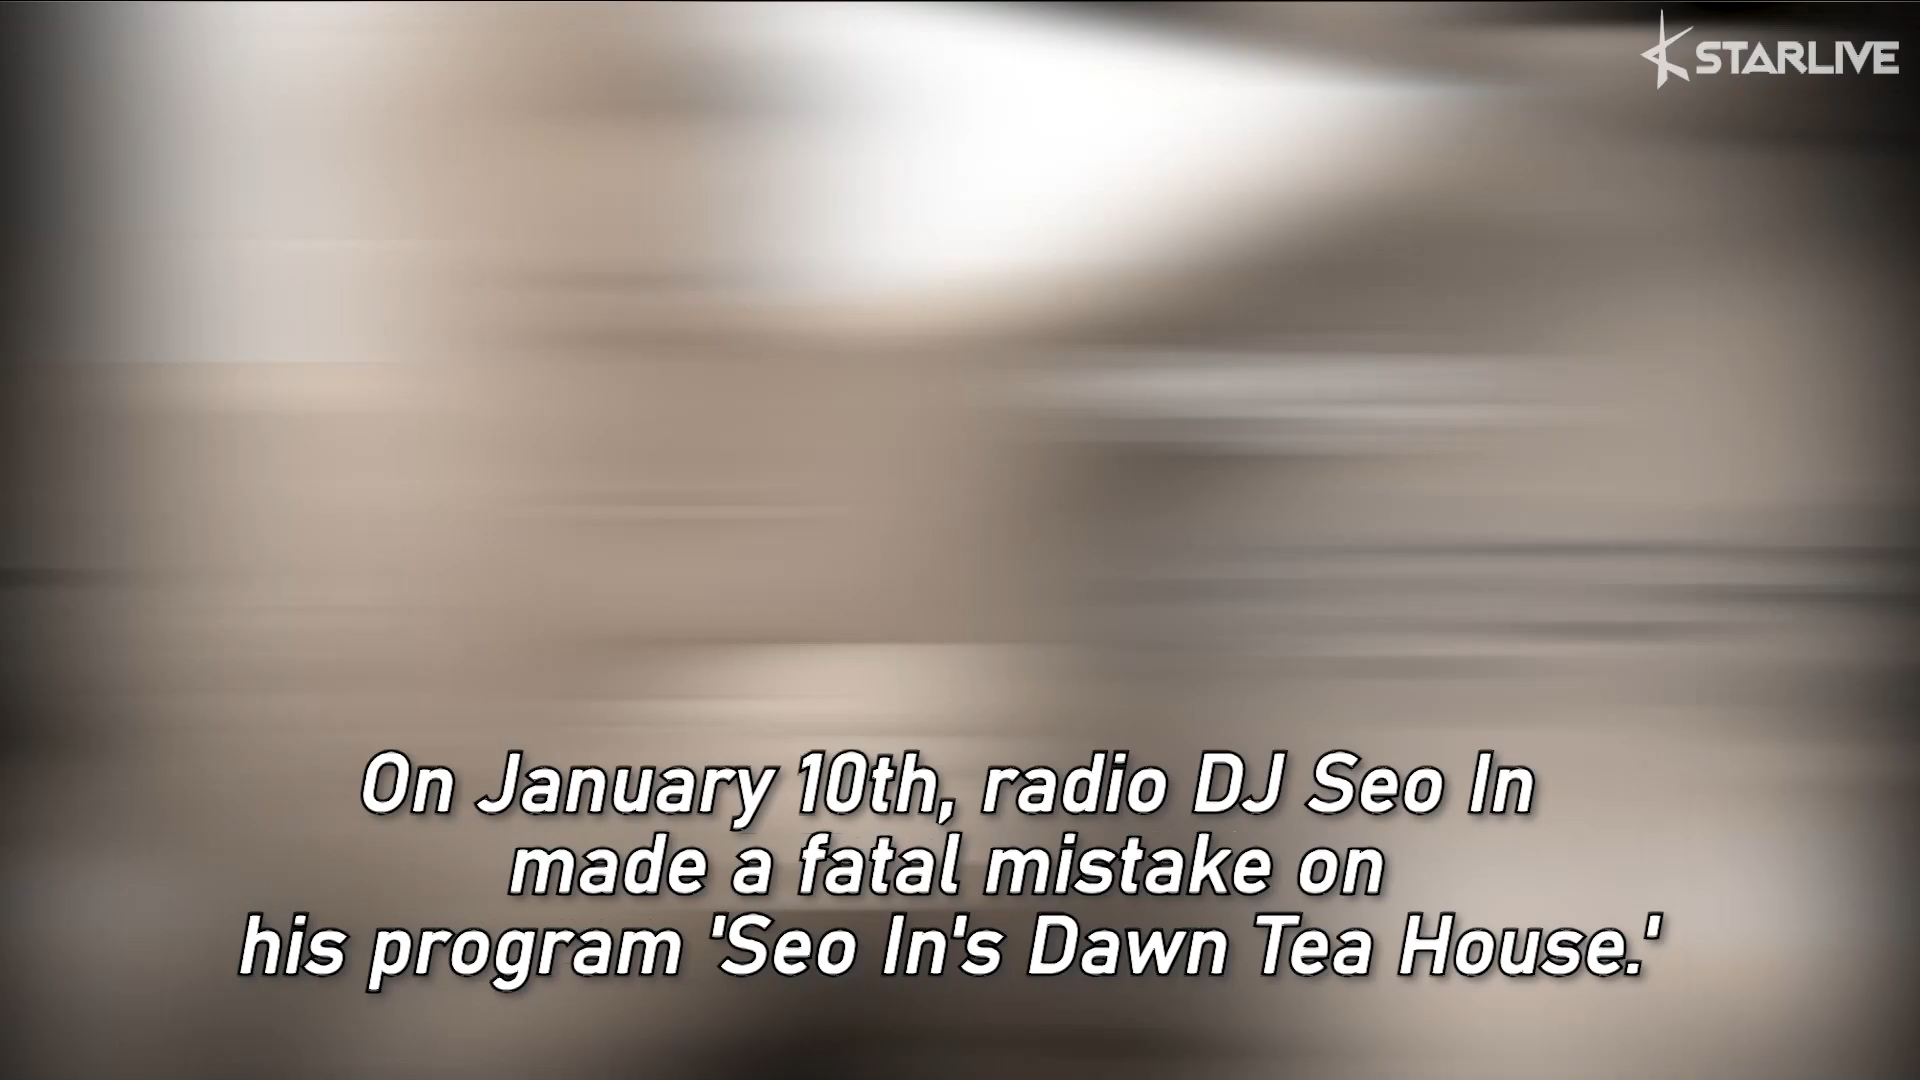 STARLIVE
On January 10th, radio DJ Seo In
made a fatal mistake on
his program 'Seo In's Dawn Tea House.'